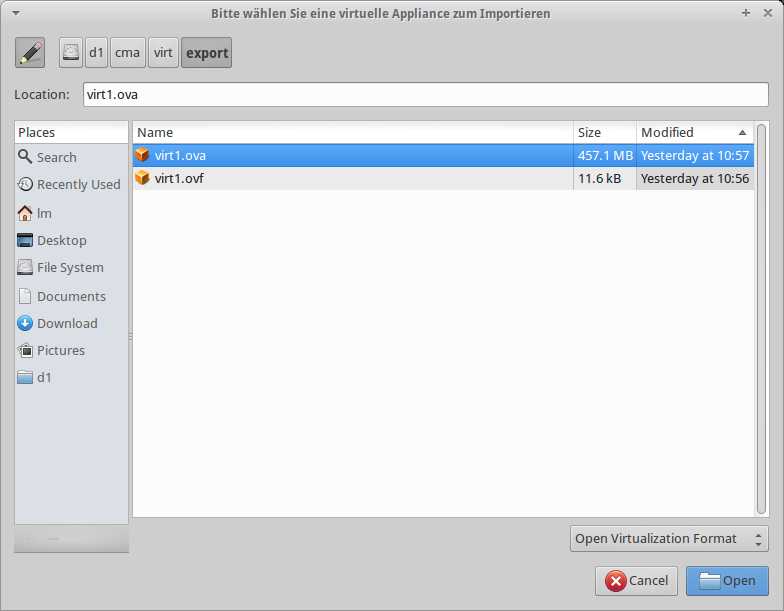 Bitte wählen Sie eine virtuelle Appliance zum Importieren
d1 cma virt export
Location: virt1.ova
Places
Search
Recently Used
lm
Desktop
File System
Documents
Download
Pictures
d1
Name Size Modified
virt1.ova 457.1 MB Yesterday at 10:57
virt1.ovf 11.6 kB Yesterday at 10:56
Open Virtualization Format
Cancel Open